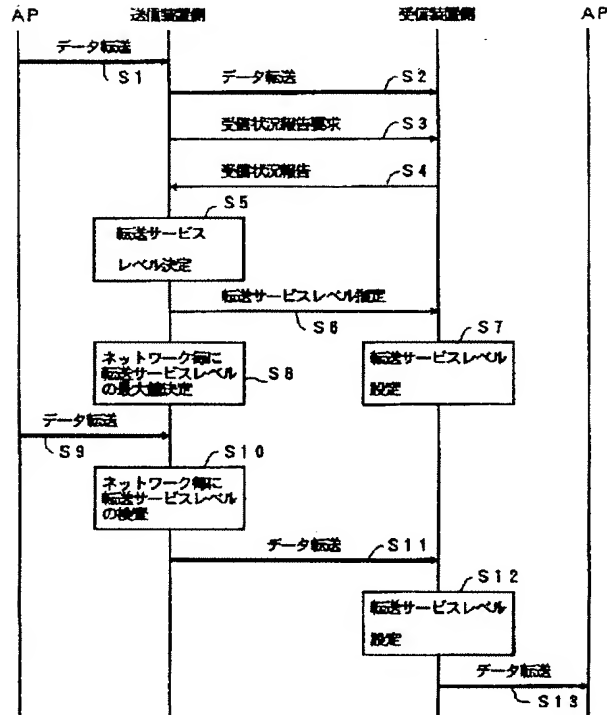 AP 送信装置側 受信装置側 AP
データ転送
S1
データ転送 S2
受信状況報告要求 S3
受信状況報告 S4
S5
転送サービス
レベル決定
転送サービスレベル指定
S6
S7
ネットワーク毎に
転送サービスレベル
の最大値決定
S8
転送サービスレベル
設定
データ転送
S9
S10
ネットワーク毎に
転送サービスレベル
の検査
データ転送 S11
S12
転送サービスレベル
設定
データ転送
S13